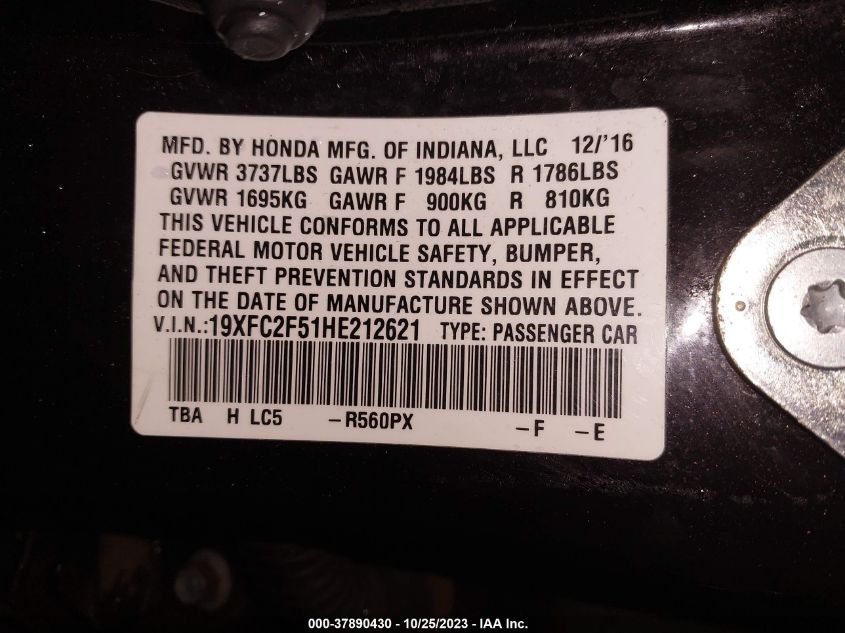 MFD. BY HONDA MFG. OF INDIANA, LLC 12/'16
GVWR 3737LBS GAWR F 1984LBS R 1786LBS
GVWR 1695KG GAWR F 900KG R 810KG
THIS VEHICLE CONFORMS TO ALL APPLICABLE
FEDERAL MOTOR VEHICLE SAFETY, BUMPER,
AND THEFT PREVENTION STANDARDS IN EFFECT
ON THE DATE OF MANUFACTURE SHOWN ABOVE.
V.I.N.:19XFC2F51HE212621 TYPE: PASSENGER CAR
TBA H LC5 –R560PX –F –E
000-37890430 - 10/25/2023 - IAA Inc.